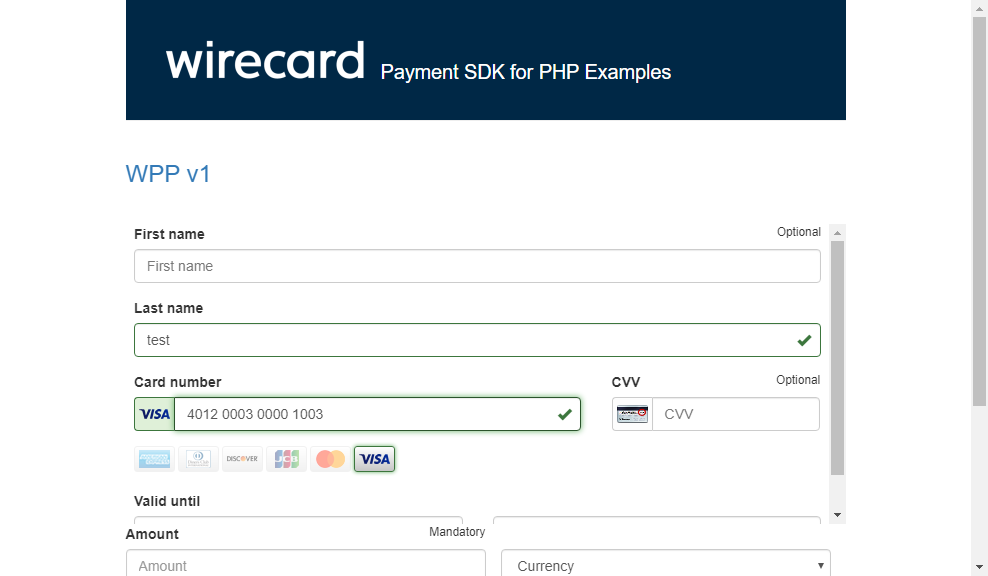 wirecard Payment SDK for PHP Examples
WPP v1
First name Optional
First name
Last name
test
Card number CVV Optional
VISA 4012 0003 0000 1003 CVV
DISCOVER JCB VISA
Valid until
Amount Mandatory
Amount Currency